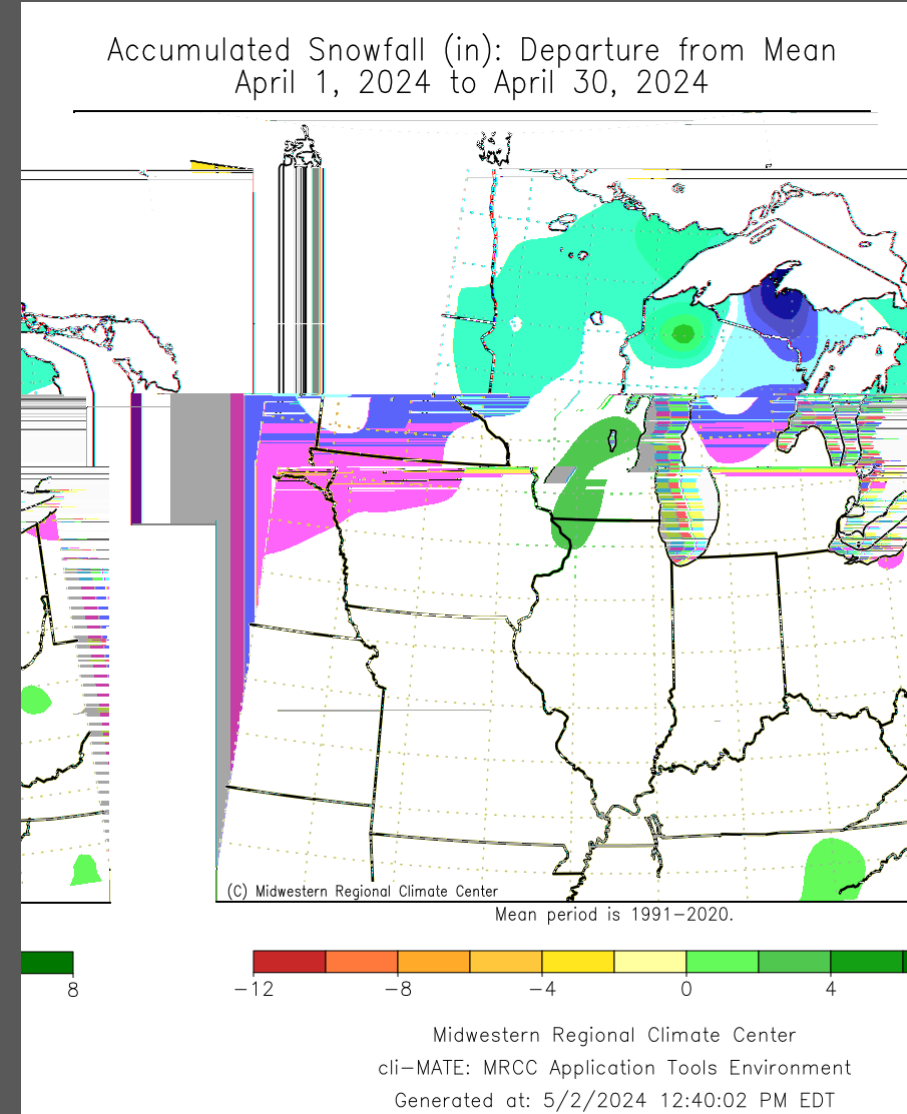 Accumulated Snowfall (in): Departure from Mean
April 1, 2024 to April 30, 2024
(C) Midwestern Regional Climate Center
Mean period is 1991-2020.
8 -12 -8 -4 0 4
Midwestern Regional Climate Center
cli-MATE: MRCC Application Tools Environment
Generated at: 5/2/2024 12:40:02 PM EDT